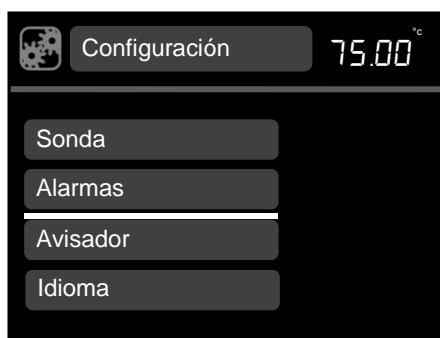 Configuración
75.00 °c
Sonda
Alarmas
Avisador
Idioma